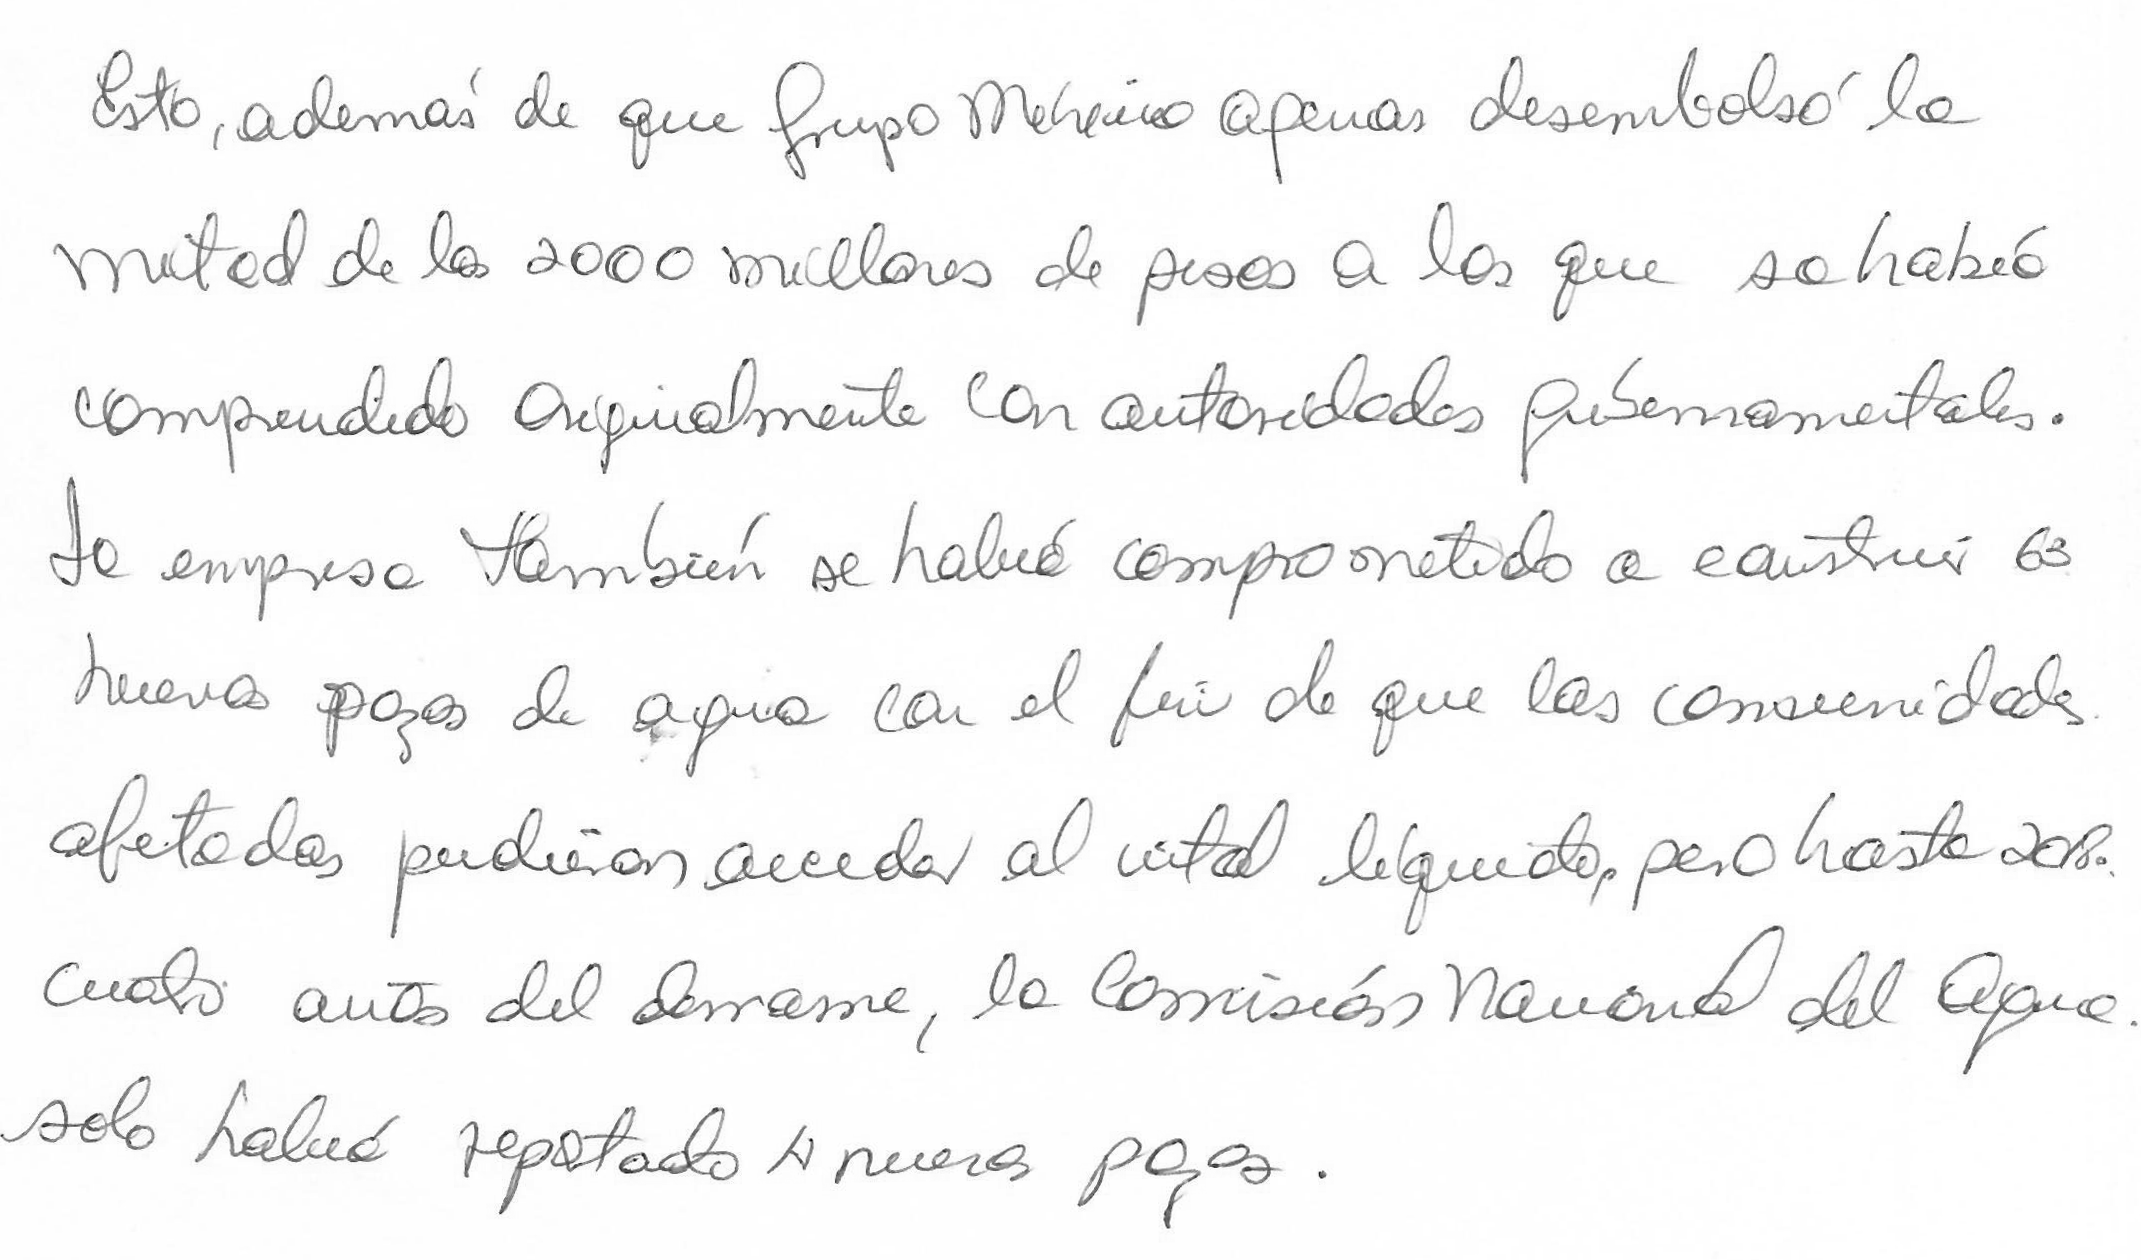 Esto, además de que Grupo México apenas desembolsó la
mitad de los 2000 millones de pesos a los que se había
comprendido originalmente con autoridades gubernamentales.
La empresa también se había comprometido a construir 63
nuevos pozos de agua con el fin de que las comunidades
afetadas pudieran acceder al vital líquido, pero hasta 2018.
cuatro años del derrame, la Comisión Nacional del Agua.
solo había reportado 4 nuevos pozos.